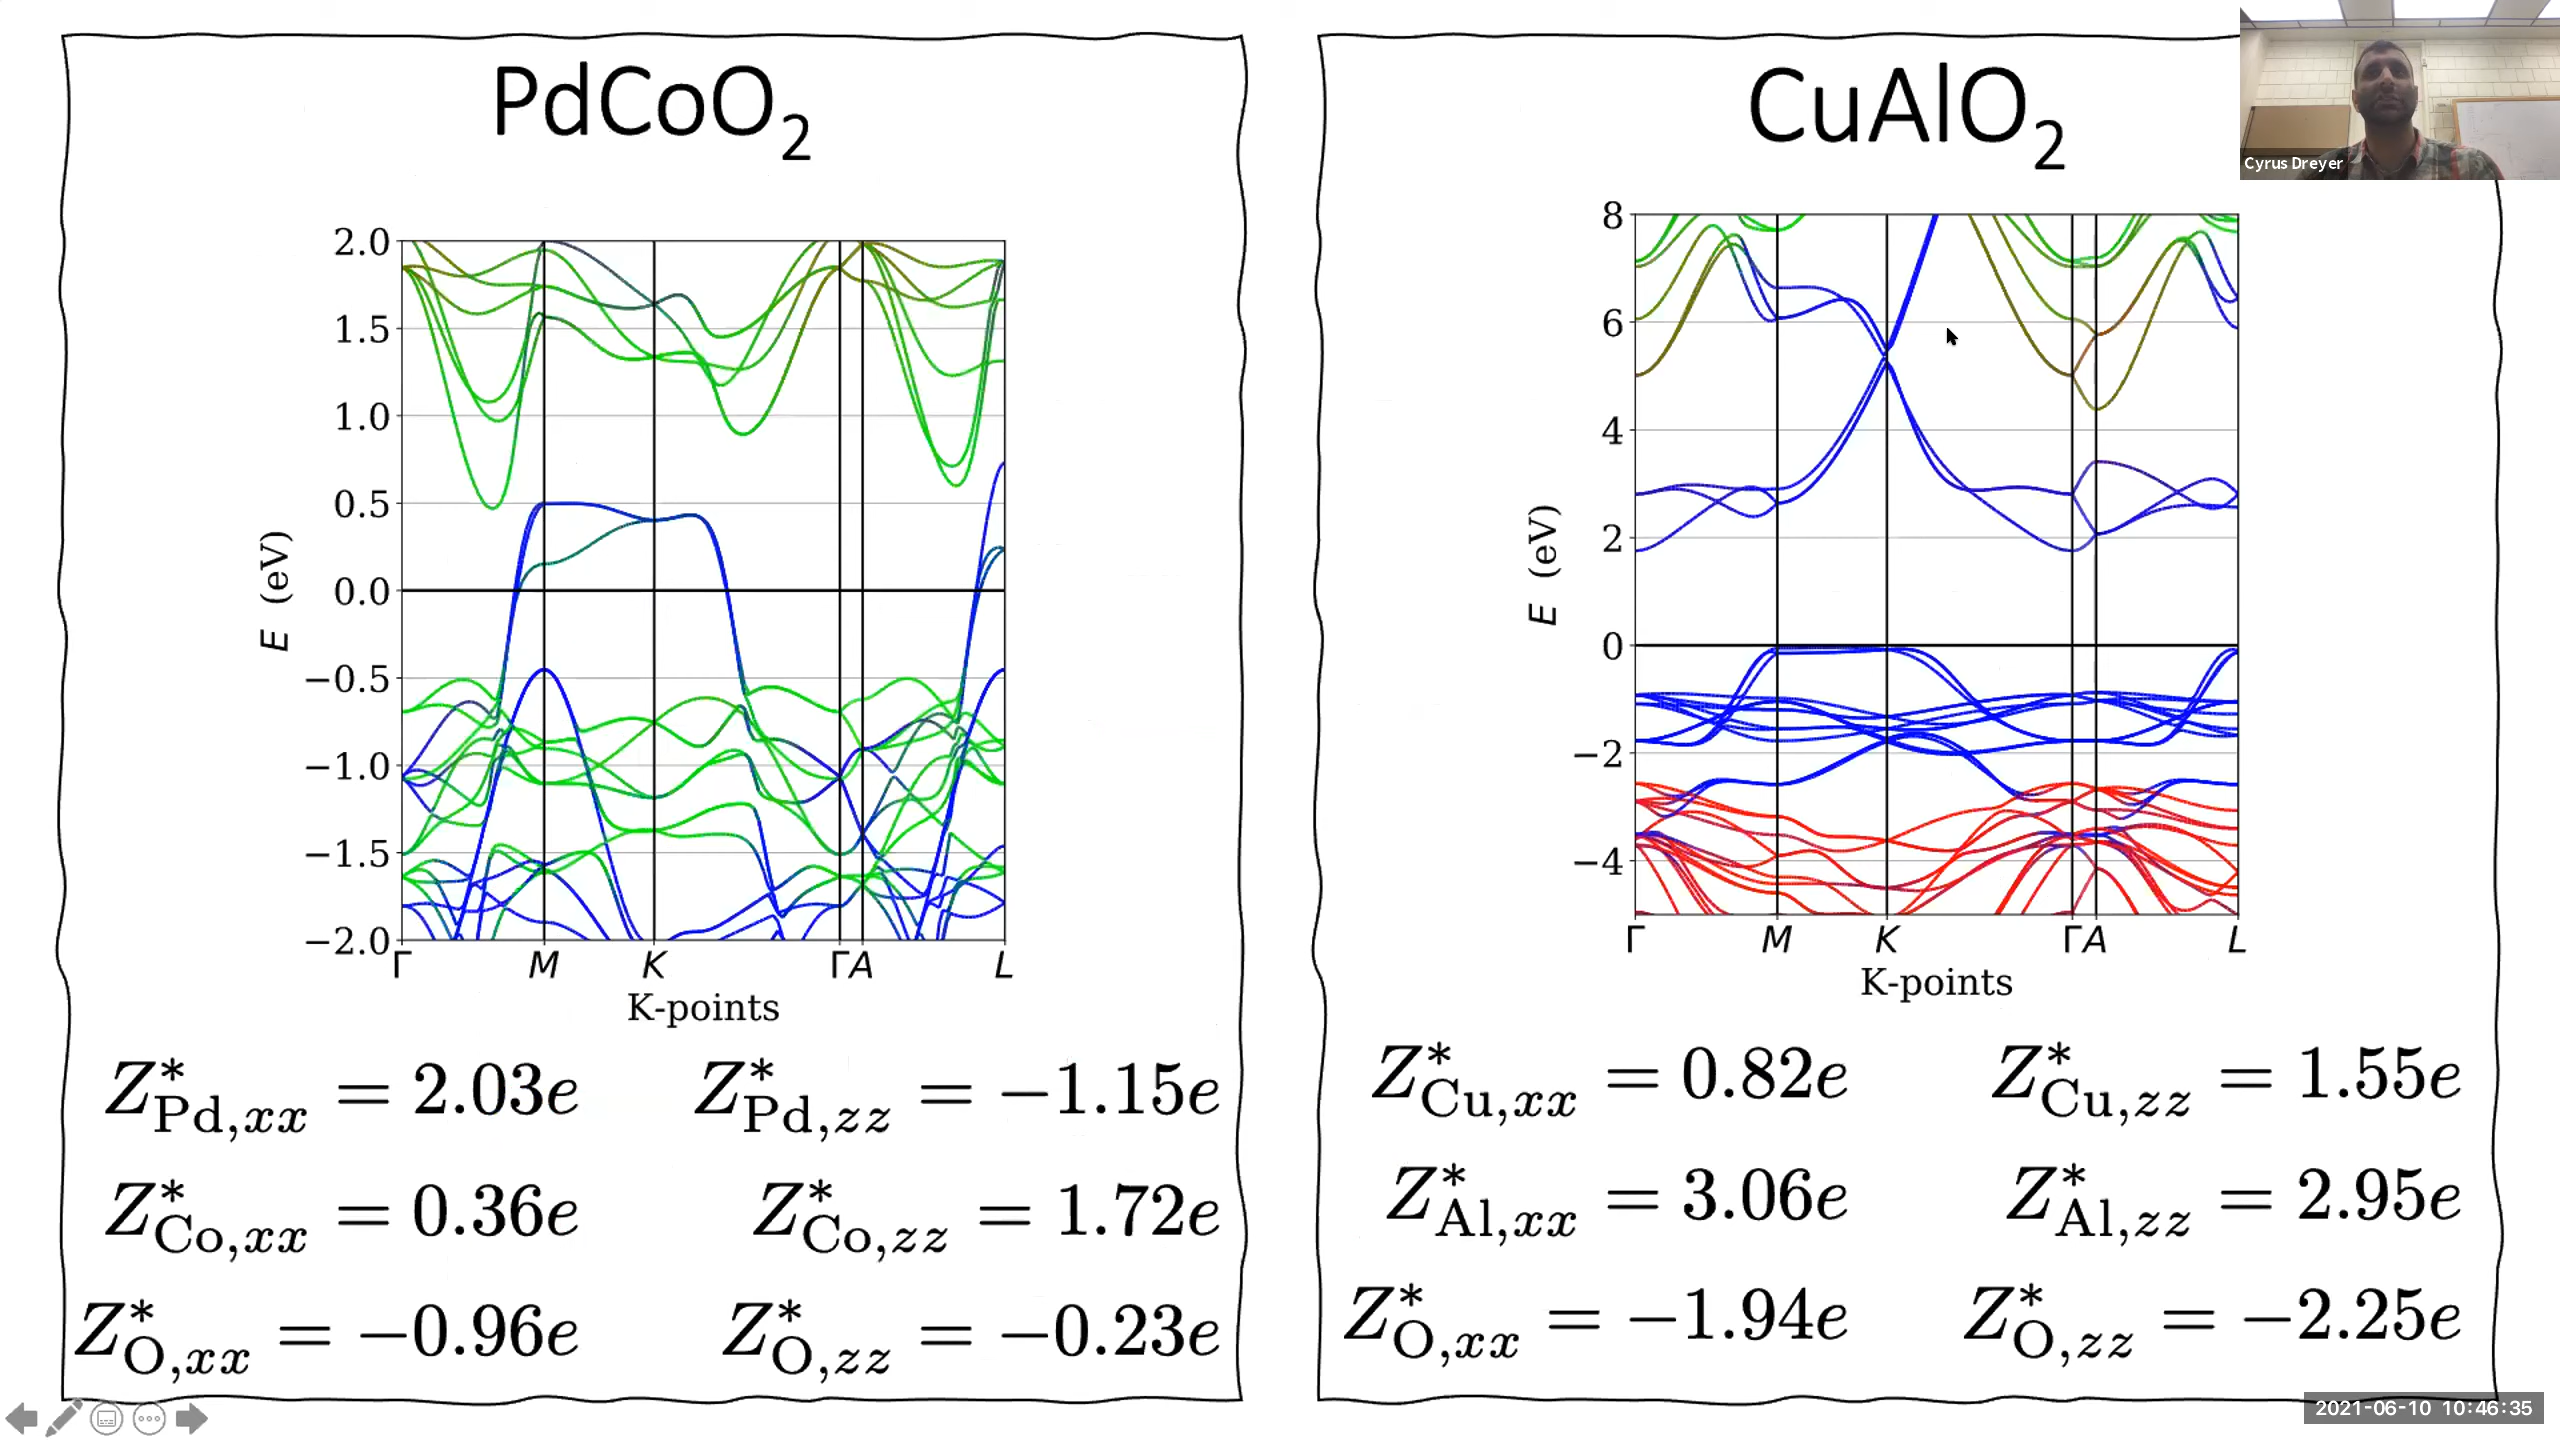 PdCoO₂
2.0
1.5
1.0
0.5
0.0
−0.5
−1.0
−1.5
−2.0
E (eV)
Γ M K Γ A L
K-points
Z*Pd,xx = 2.03e Z*Pd,zz = −1.15e
Z*Co,xx = 0.36e Z*Co,zz = 1.72e
Z*O,xx = −0.96e Z*O,zz = −0.23e
CuAlO₂
8
6
4
2
0
−2
−4
E (eV)
Γ M K Γ A L
K-points
Z*Cu,xx = 0.82e Z*Cu,zz = 1.55e
Z*Al,xx = 3.06e Z*Al,zz = 2.95e
Z*O,xx = −1.94e Z*O,zz = −2.25e
Cyrus Dreyer
2021-06-10 10:46:35